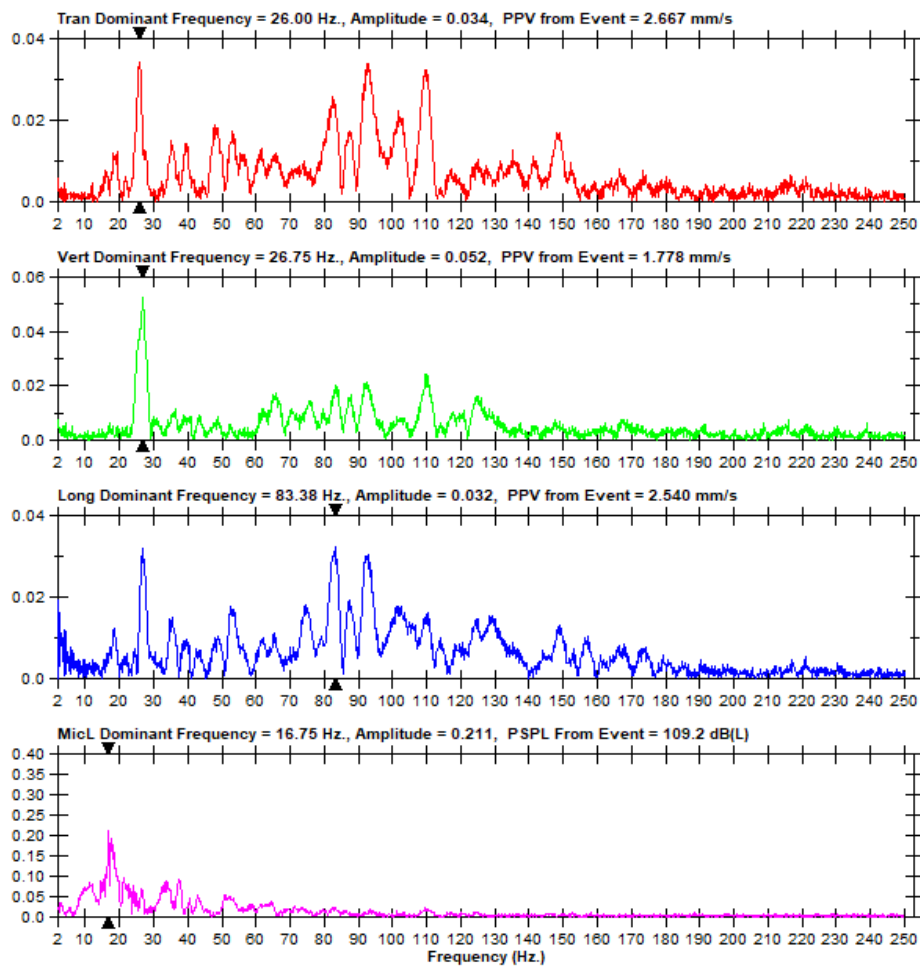 Tran Dominant Frequency = 26.00 Hz., Amplitude = 0.034, PPV from Event = 2.667 mm/s
0.04
0.02
0.0
2 10 20 30 40 50 60 70 80 90 100 110 120 130 140 150 160 170 180 190 200 210 220 230 250
Vert Dominant Frequency = 26.75 Hz., Amplitude = 0.052, PPV from Event = 1.778 mm/s
0.06
0.04
0.02
0.0
2 10 20 30 40 50 60 70 80 90 100 110 120 130 140 150 160 170 180 190 200 210 220 230 250
Long Dominant Frequency = 83.38 Hz., Amplitude = 0.032, PPV from Event = 2.540 mm/s
0.04
0.02
0.0
2 10 20 30 40 50 60 70 80 90 100 110 120 130 140 150 160 170 180 190 200 210 220 230 250
MicL Dominant Frequency = 16.75 Hz., Amplitude = 0.211, PSPL From Event = 109.2 dB(L)
0.40
0.35
0.30
0.25
0.20
0.15
0.10
0.05
0.0
2 10 20 30 40 50 60 70 80 90 100 110 120 130 140 150 160 170 180 190 200 210 220 230 250
Frequency (Hz.)